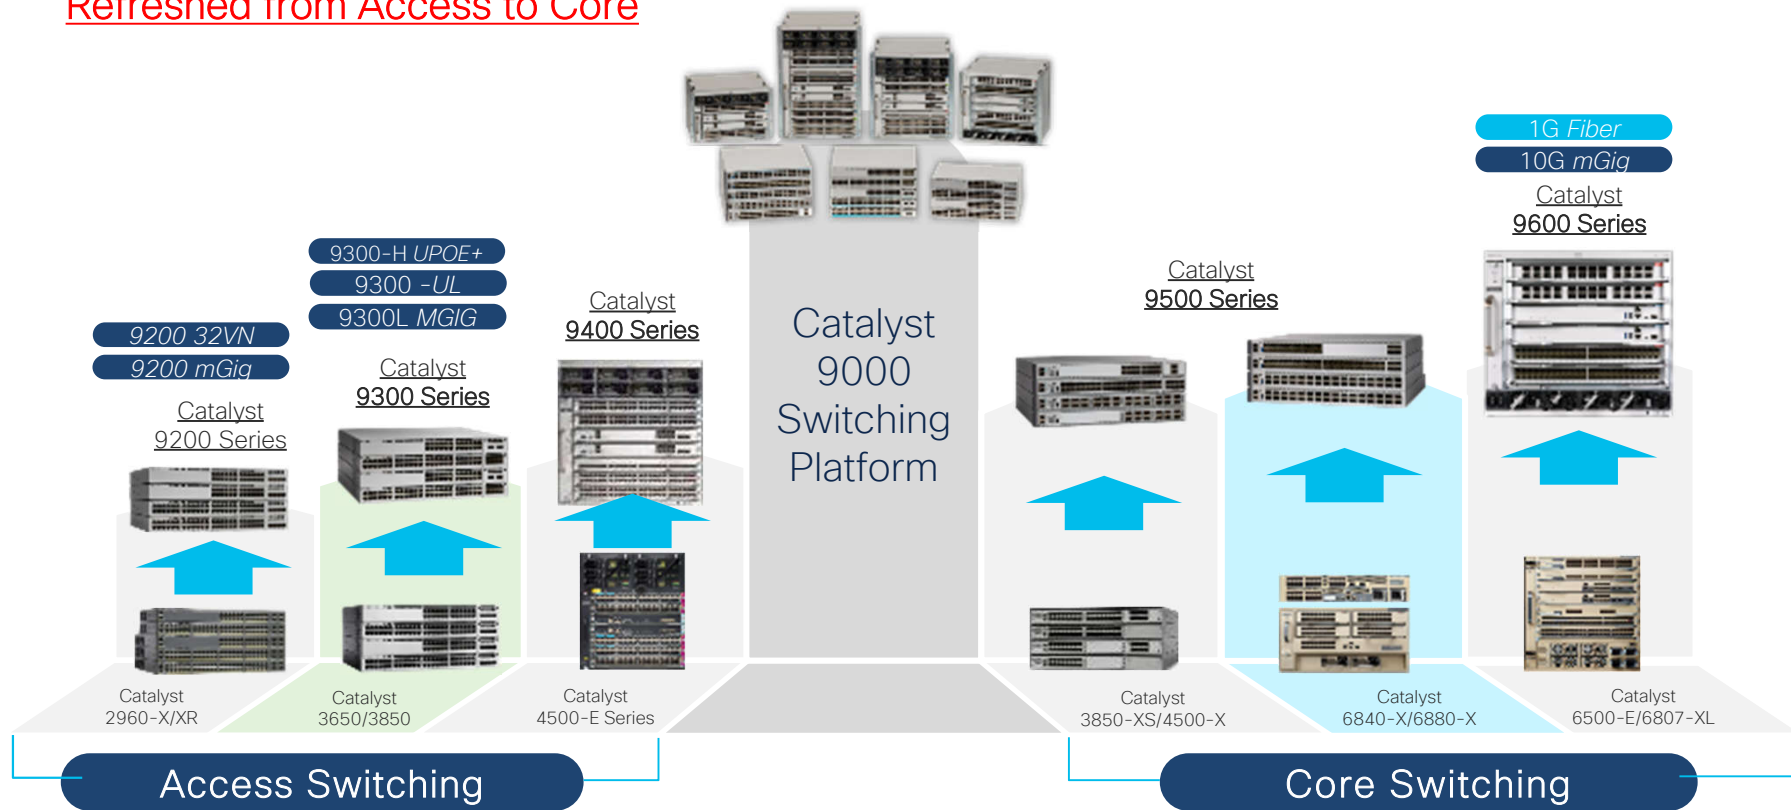 Refreshed from Access to Core
1G Fiber
10G mGig
Catalyst
9600 Series
9300-H UPOE+
9300 -UL
9300L MGIG
Catalyst
9300 Series
9200 32VN
9200 mGig
Catalyst
9200 Series
Catalyst
9400 Series
Catalyst
9000
Switching
Platform
Catalyst
9500 Series
Catalyst
2960-X/XR
Catalyst
3650/3850
Catalyst
4500-E Series
Catalyst
3850-XS/4500-X
Catalyst
6840-X/6880-X
Catalyst
6500-E/6807-XL
Access Switching
Core Switching